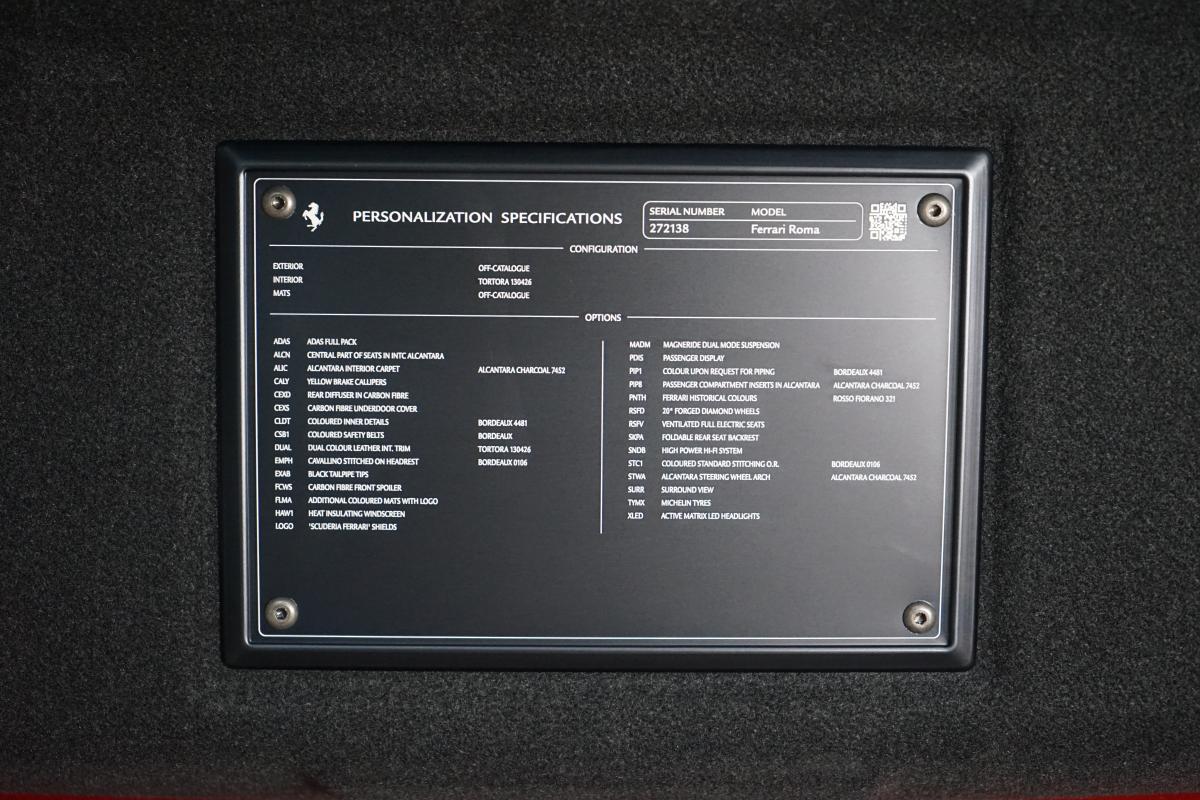 PERSONALIZATION SPECIFICATIONS
SERIAL NUMBER MODEL
272138 Ferrari Roma
CONFIGURATION
EXTERIOR OFF-CATALOGUE
INTERIOR TORTORA 130426
MATS OFF-CATALOGUE
OPTIONS
ADAS ADAS FULL PACK
ALCN CENTRAL PART OF SEATS IN INTC ALCANTARA
ALIC ALCANTARA INTERIOR CARPET ALCANTARA CHARCOAL 7452
CALY YELLOW BRAKE CALLIPERS
CEXD REAR DIFFUSER IN CARBON FIBRE
CEXS CARBON FIBRE UNDERDOOR COVER
CLDT COLOURED INNER DETAILS BORDEAUX 4481
CSB1 COLOURED SAFETY BELTS BORDEAUX
DUAL DUAL COLOUR LEATHER INT. TRIM TORTORA 130426
EMPH CAVALLINO STITCHED ON HEADREST BORDEAUX 0106
EXAB BLACK TAILPIPE TIPS
FCWS CARBON FIBRE FRONT SPOILER
FLMA ADDITIONAL COLOURED MATS WITH LOGO
HAW1 HEAT INSULATING WINDSCREEN
LOGO 'SCUDERIA FERRARI' SHIELDS
MADM MAGNERIDE DUAL MODE SUSPENSION
PDIS PASSENGER DISPLAY
PIP1 COLOUR UPON REQUEST FOR PIPING BORDEAUX 4481
PIP8 PASSENGER COMPARTMENT INSERTS IN ALCANTARA ALCANTARA CHARCOAL 7452
PNTH FERRARI HISTORICAL COLOURS ROSSO FIORANO 321
RSFD 20" FORGED DIAMOND WHEELS
RSFV VENTILATED FULL ELECTRIC SEATS
SKPA FOLDABLE REAR SEAT BACKREST
SNDB HIGH POWER HI-FI SYSTEM
STC1 COLOURED STANDARD STITCHING O.R. BORDEAUX 0106
STWA ALCANTARA STEERING WHEEL ARCH ALCANTARA CHARCOAL 7452
SURR SURROUND VIEW
TYMX MICHELIN TYRES
XLED ACTIVE MATRIX LED HEADLIGHTS